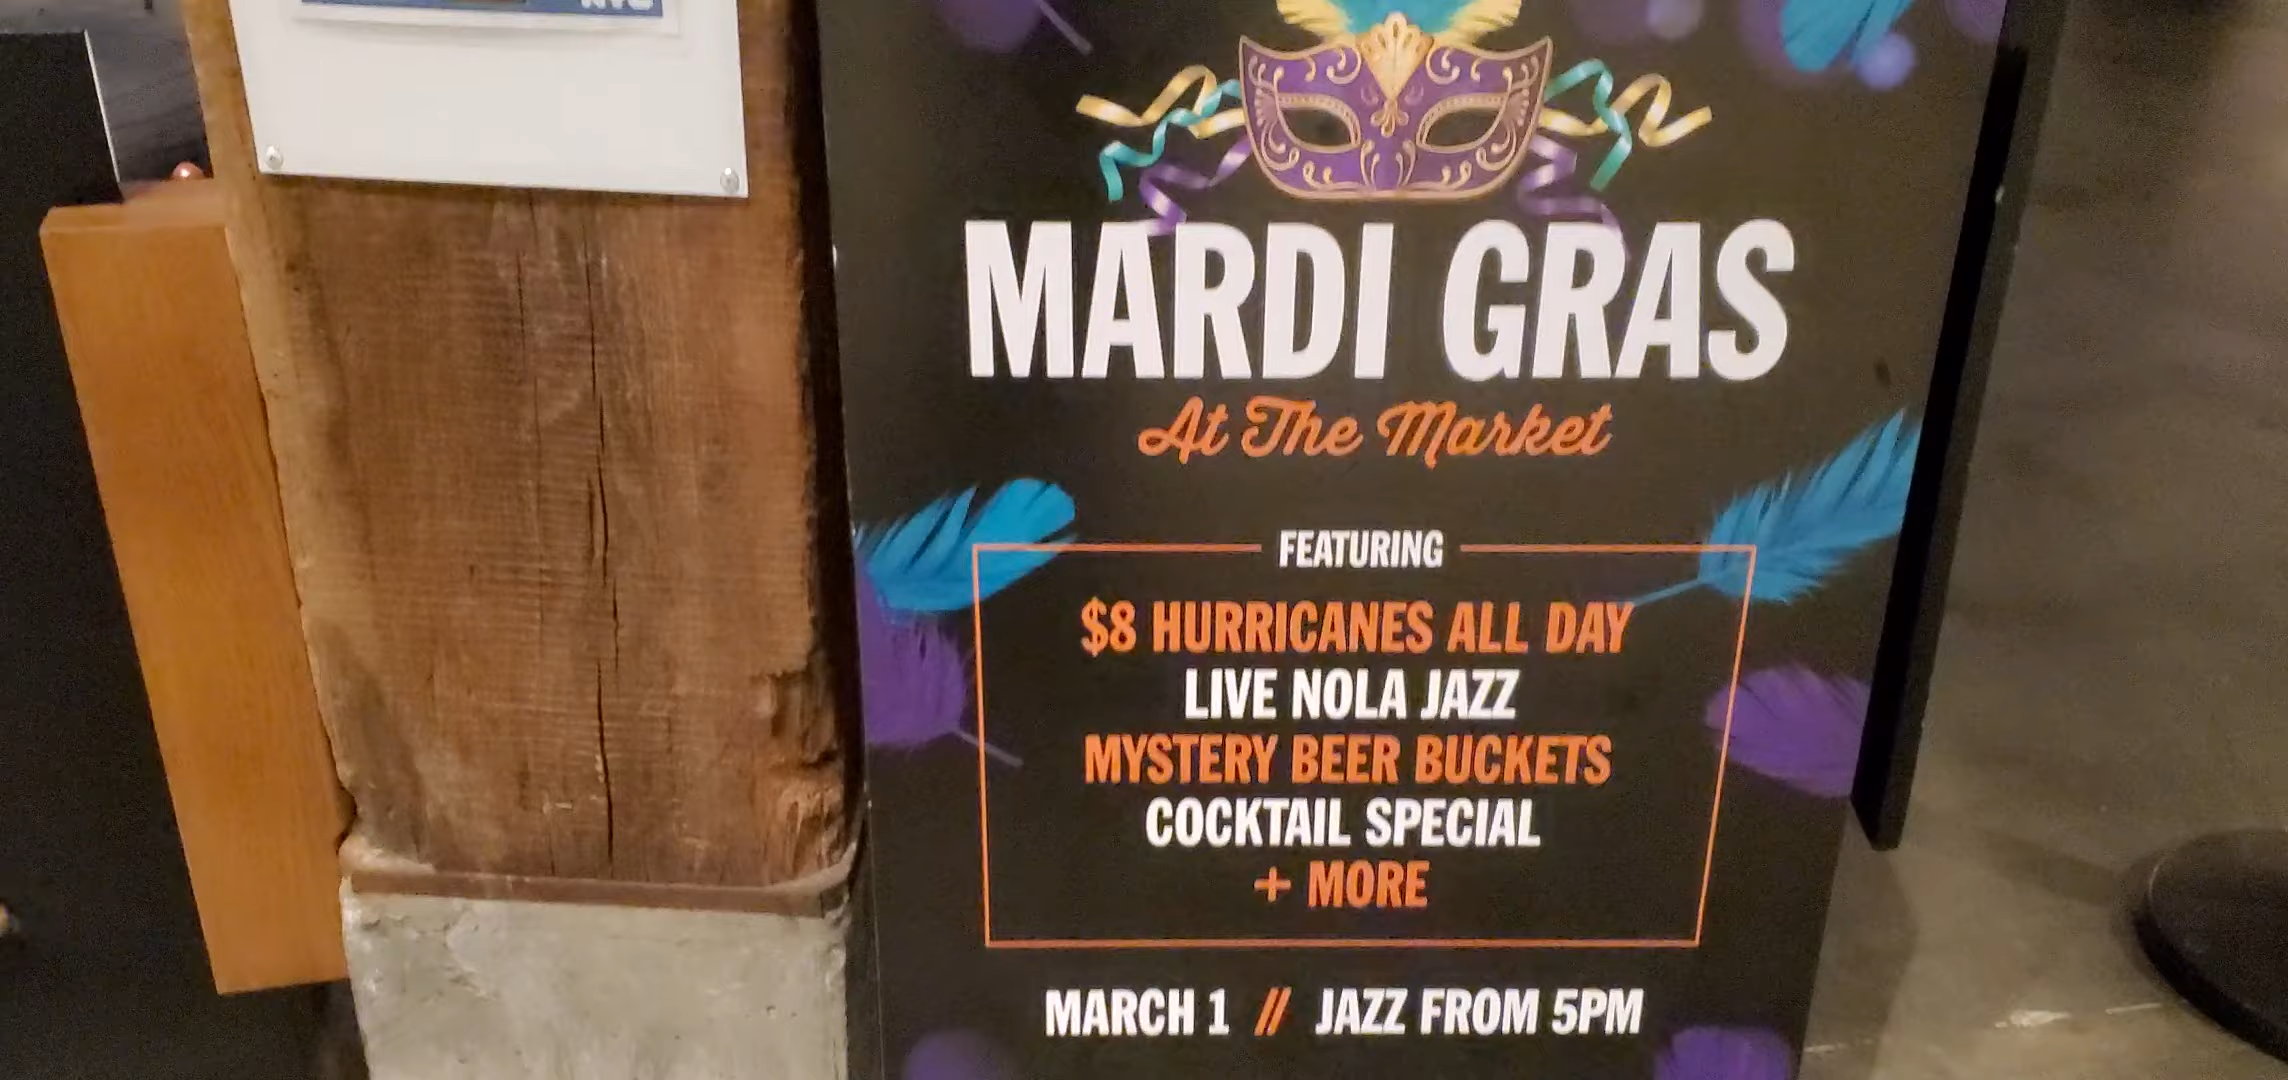 NYC
MARDI GRAS
At The Market
FEATURING
$8 HURRICANES ALL DAY
LIVE NOLA JAZZ
MYSTERY BEER BUCKETS
COCKTAIL SPECIAL
+ MORE
MARCH 1 // JAZZ FROM 5PM